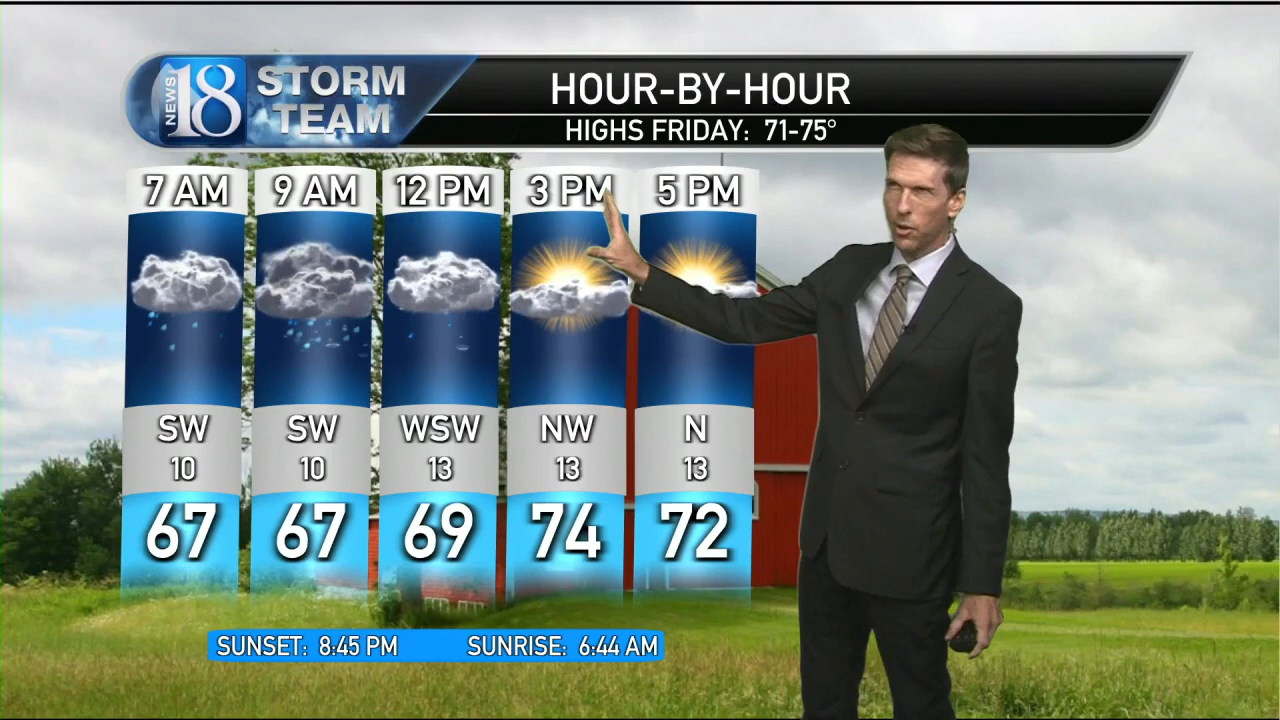 NEWS 18 STORM TEAM
HOUR-BY-HOUR
HIGHS FRIDAY: 71-75°
7 AM 9 AM 12 PM 3 PM 5 PM
SW SW WSW NW N
10 10 13 13 13
67 67 69 74 72
SUNSET: 8:45 PM SUNRISE: 6:44 AM